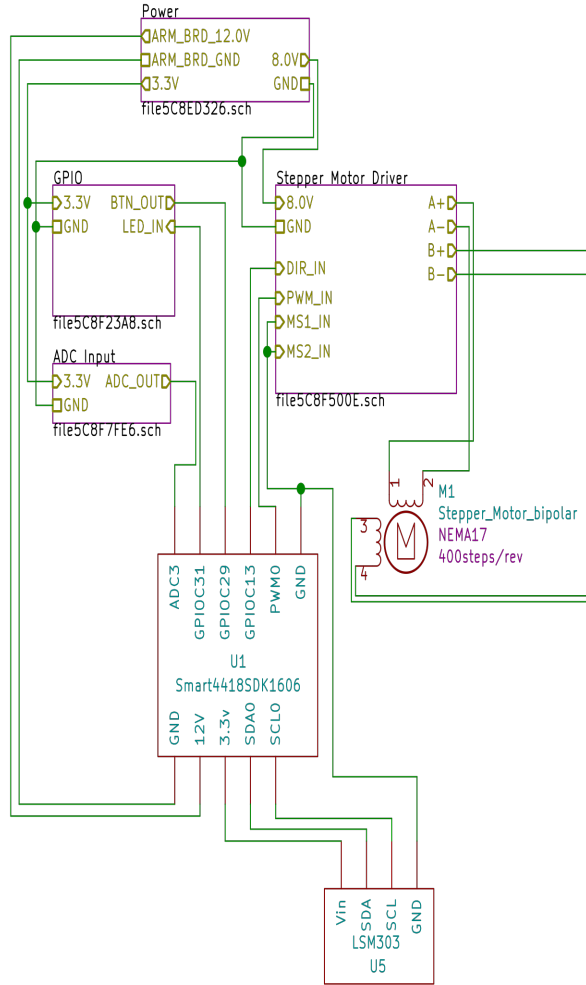 Power
ARM_BRD_12.0V
ARM_BRD_GND
8.0V
3.3V
GND
file5C8ED326.sch
GPIO
3.3V
BTN_OUT
GND
LED_IN
file5C8F23A8.sch
Stepper Motor Driver
8.0V
A+
GND
A-
B+
DIR_IN
B-
PWM_IN
MS1_IN
MS2_IN
file5C8F500E.sch
ADC Input
3.3V
ADC_OUT
GND
file5C8F7FE6.sch
1
2
3
4
M1
Stepper_Motor_bipolar
NEMA17
400steps/rev
ADC3
GPIOC31
GPIOC29
GPIOC13
PWM0
GND
U1
Smart4418SDK1606
GND
12V
3.3v
SDA0
SCL0
Vin
SDA
SCL
GND
LSM303
U5